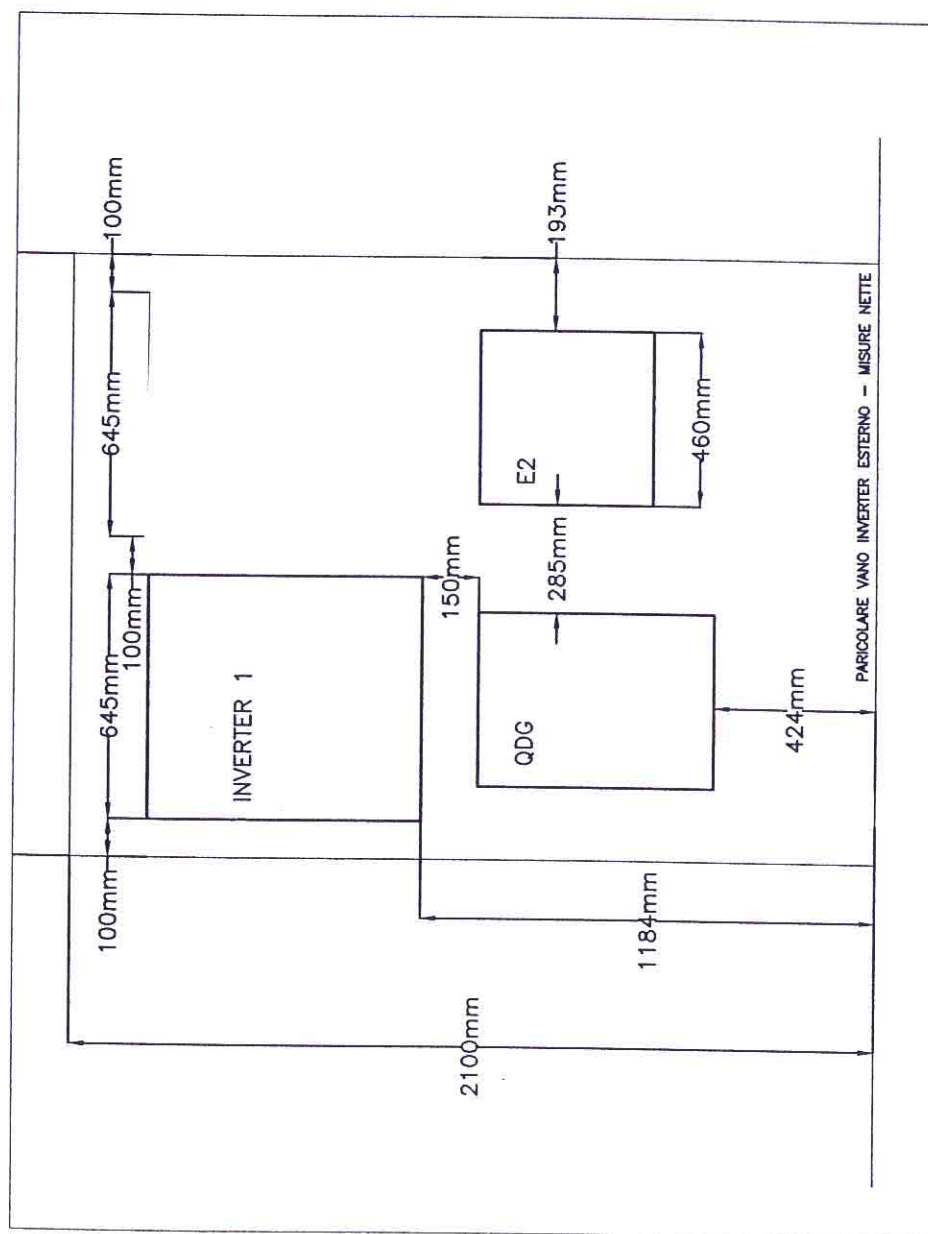 100mm
645mm
100mm
645mm
100mm
INVERTER 1
150mm
193mm
E2
285mm
460mm
QDG
424mm
1184mm
2100mm
PARICOLARE VANO INVERTER ESTERNO - MISURE NETTE